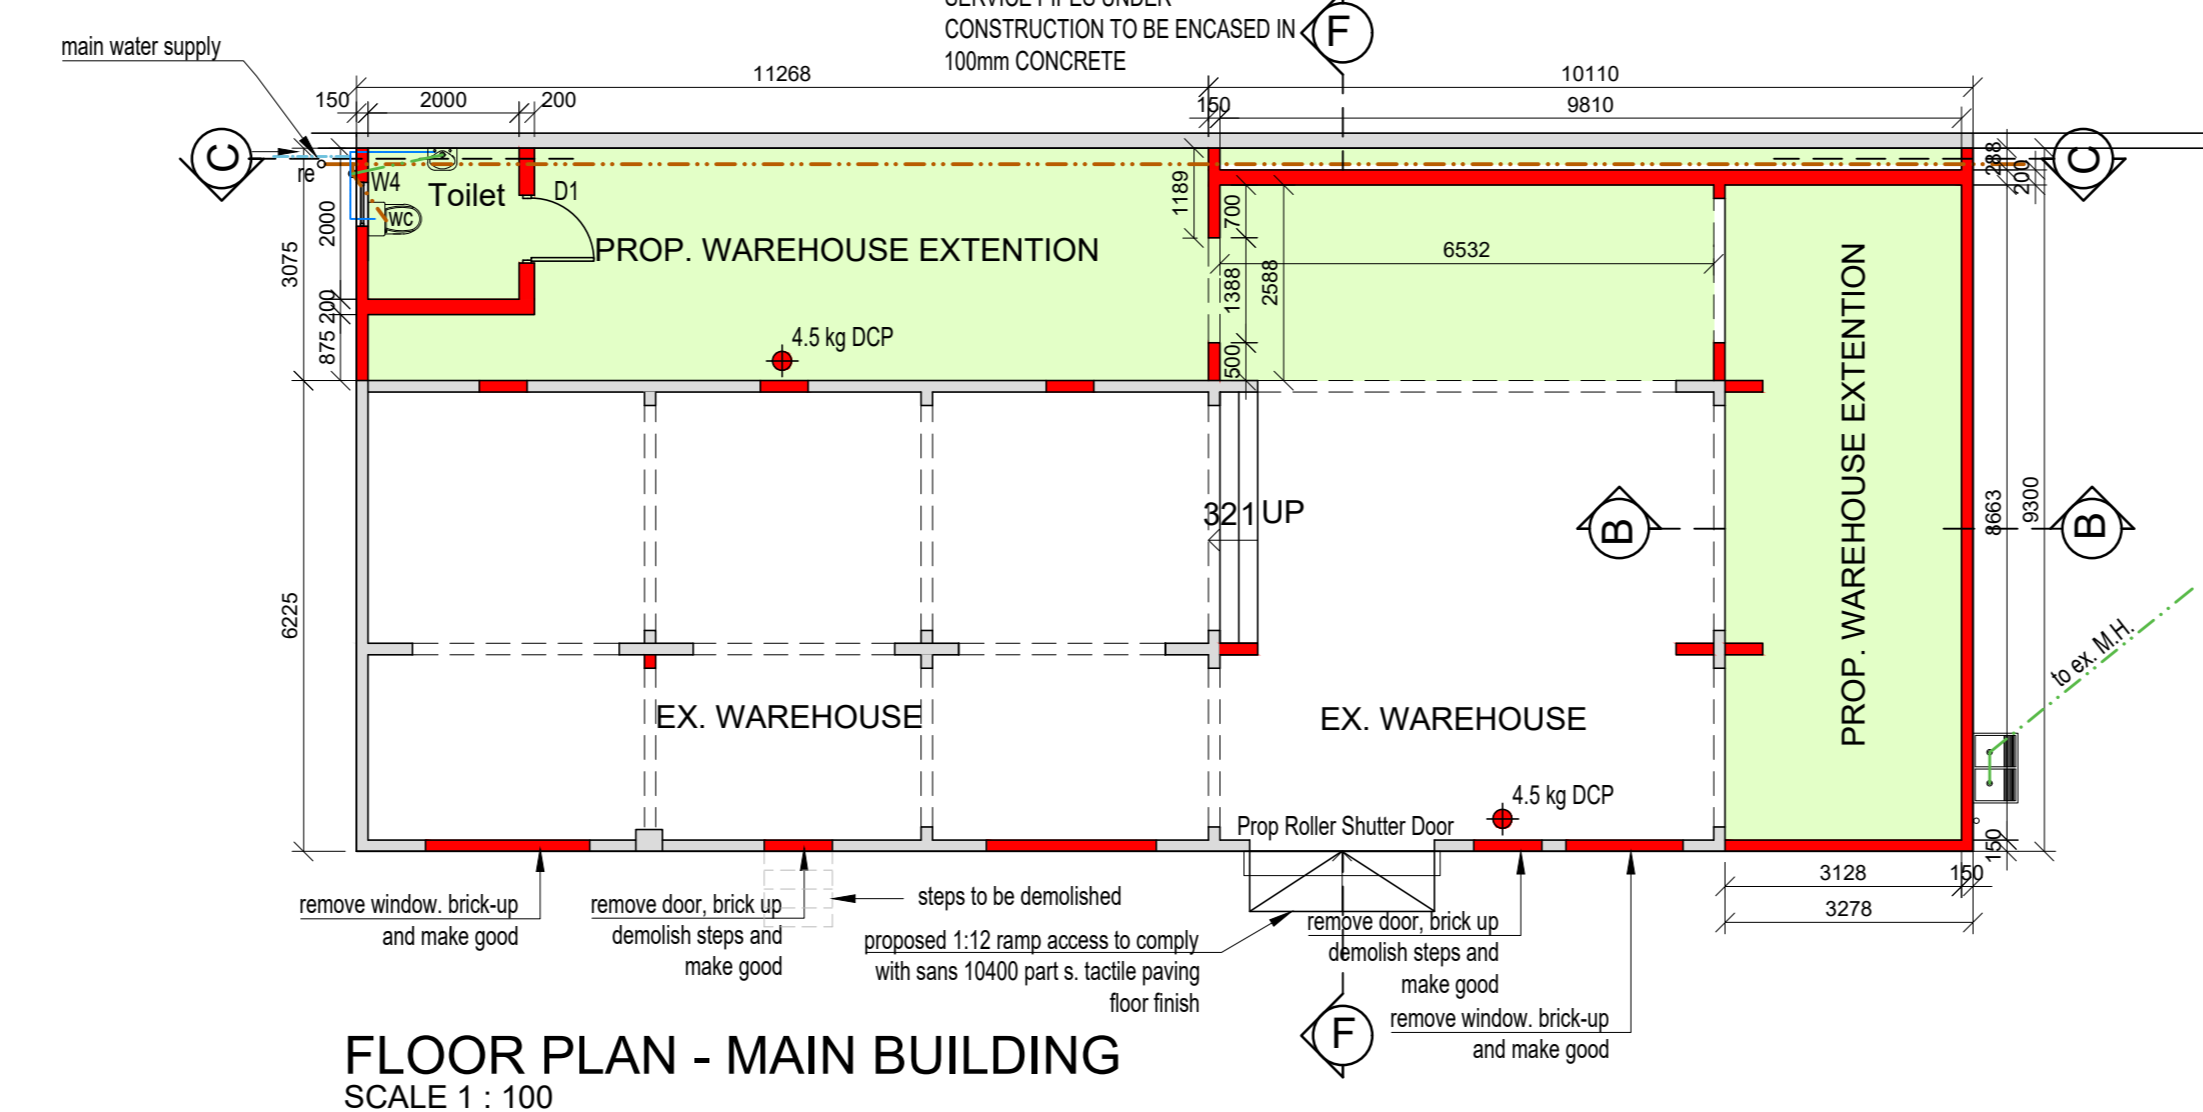 SERVICE PIPES UNDER
CONSTRUCTION TO BE ENCASED IN
100mm CONCRETE
F
main water supply
11268
10110
150
2000
200
150
9810
C
re
W4
Toilet
D1
wc
PROP. WAREHOUSE EXTENTION
1189
700
6532
1388
2588
500
288
200
C
3075
2000
200
875
4.5 kg DCP
PROP. WAREHOUSE EXTENTION
321 UP
B
8663
9300
B
6225
to ex. M.H.
EX. WAREHOUSE
EX. WAREHOUSE
4.5 kg DCP
Prop Roller Shutter Door
150
3128
150
3278
remove window. brick-up
and make good
remove door, brick up
demolish steps and
make good
steps to be demolished
proposed 1:12 ramp access to comply
with sans 10400 part s. tactile paving
floor finish
remove door, brick up
demolish steps and
make good
remove window. brick-up
and make good
F
FLOOR PLAN - MAIN BUILDING
SCALE 1 : 100